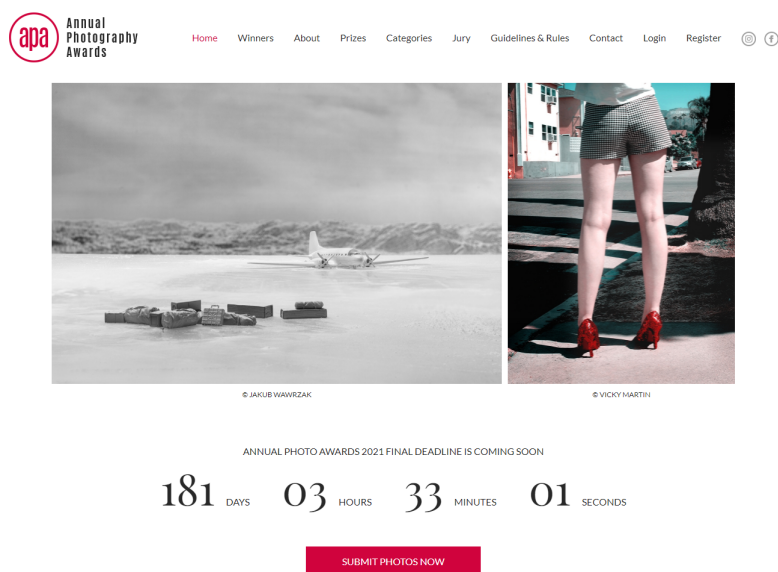 apa
Annual
Photography
Awards
Home Winners About Prizes Categories Jury Guidelines & Rules Contact Login Register
© JAKUB WAWRZAK
© VICKY MARTIN
ANNUAL PHOTO AWARDS 2021 FINAL DEADLINE IS COMING SOON
181 DAYS 03 HOURS 33 MINUTES 01 SECONDS
SUBMIT PHOTOS NOW